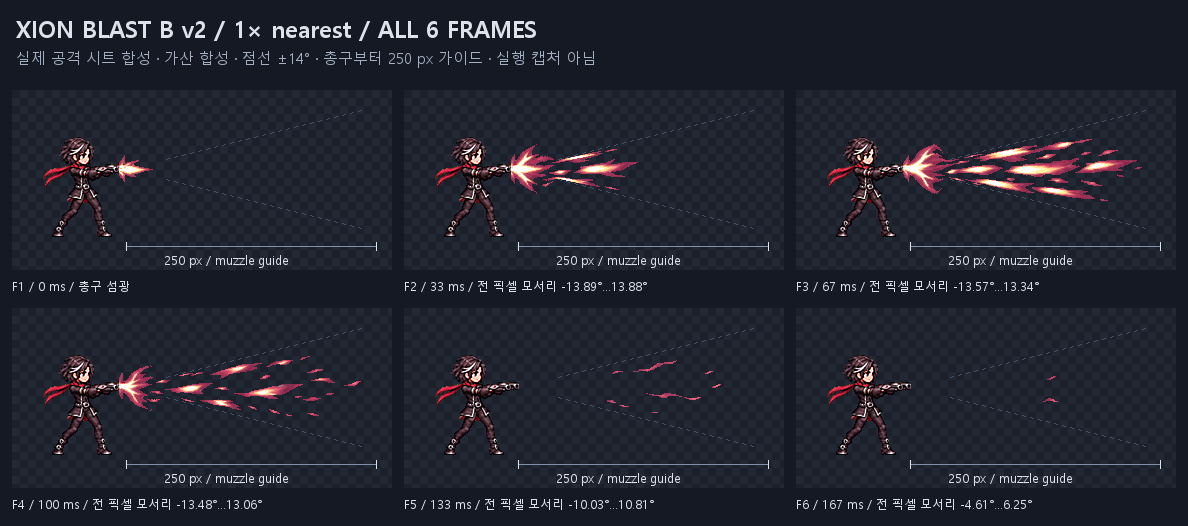 XION BLAST B v2 / 1× nearest / ALL 6 FRAMES
실제 공격 시트 합성 · 가산 합성 · 점선 ±14° · 총구부터 250 px 가이드 · 실행 캡처 아님
250 px / muzzle guide
250 px / muzzle guide
250 px / muzzle guide
F1 / 0 ms / 총구 섬광
F2 / 33 ms / 전 픽셀 모서리 -13.89°...13.88°
F3 / 67 ms / 전 픽셀 모서리 -13.57°...13.34°
250 px / muzzle guide
250 px / muzzle guide
250 px / muzzle guide
F4 / 100 ms / 전 픽셀 모서리 -13.48°...13.06°
F5 / 133 ms / 전 픽셀 모서리 -10.03°...10.81°
F6 / 167 ms / 전 픽셀 모서리 -4.61°...6.25°